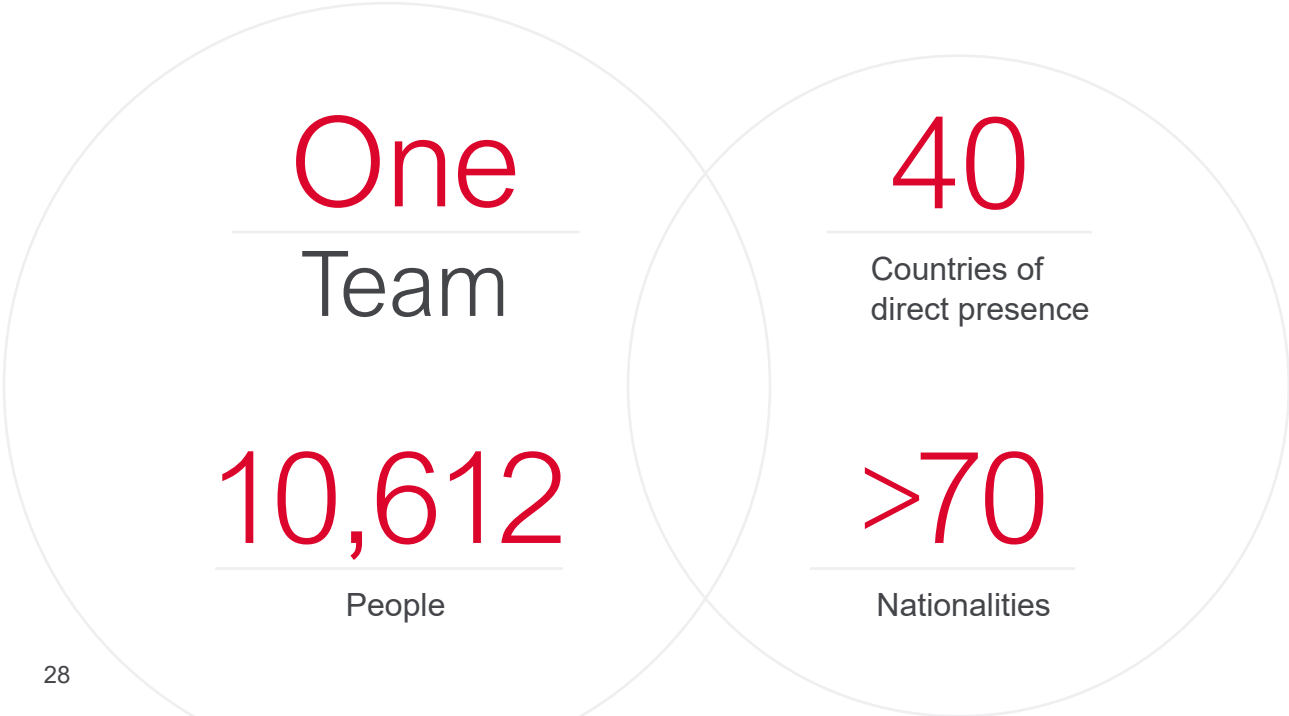 One
Team
40
Countries of
direct presence
10,612
People
>70
Nationalities
28